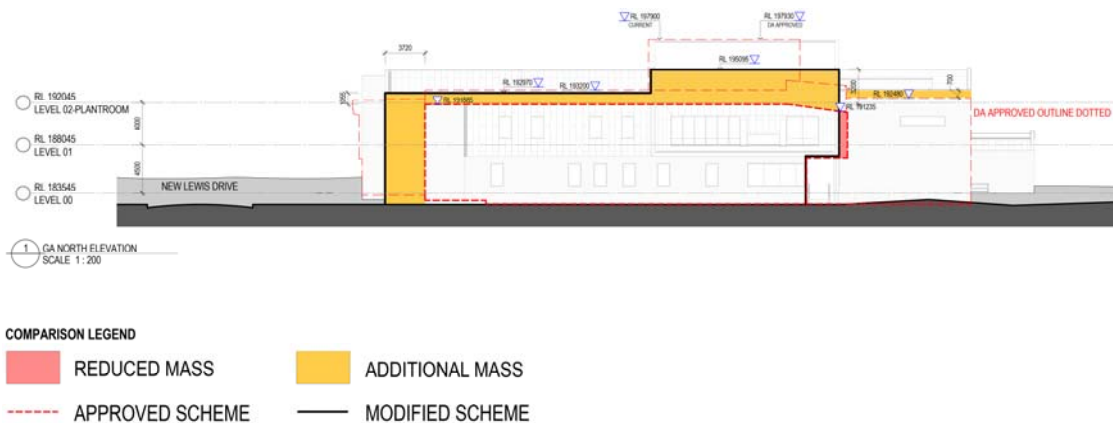 RL 197900
CURRENT
RL 197930
DA APPROVED
3720
RL 195095
RL 192970
RL 193200
3200
700
RL 192045
LEVEL 02-PLANTROOM
RL 192480
RL 191235
DA APPROVED OUTLINE DOTTED
RL 188045
LEVEL 01
4500
NEW LEWIS DRIVE
RL 183545
LEVEL 00
1
GA NORTH ELEVATION
SCALE 1 : 200
COMPARISON LEGEND
REDUCED MASS
ADDITIONAL MASS
APPROVED SCHEME
MODIFIED SCHEME